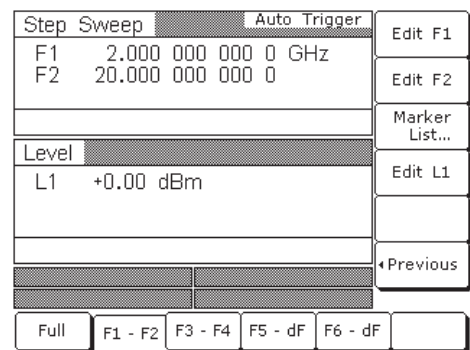 Step Sweep Auto Trigger
F1 2.000 000 000 0 GHz
F2 20.000 000 000 0
Level
L1 +0.00 dBm
Edit F1
Edit F2
Marker
List...
Edit L1
Previous
Full F1 - F2 F3 - F4 F5 - dF F6 - dF